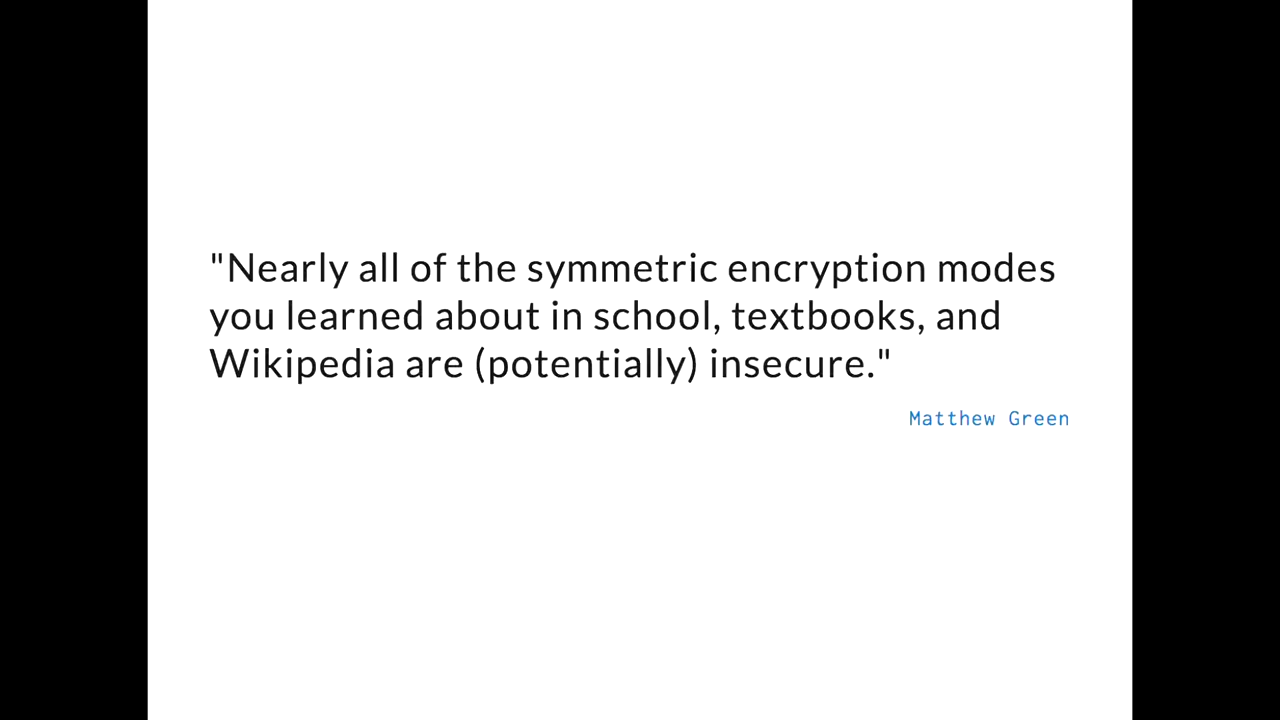 "Nearly all of the symmetric encryption modes
you learned about in school, textbooks, and
Wikipedia are (potentially) insecure."
Matthew Green